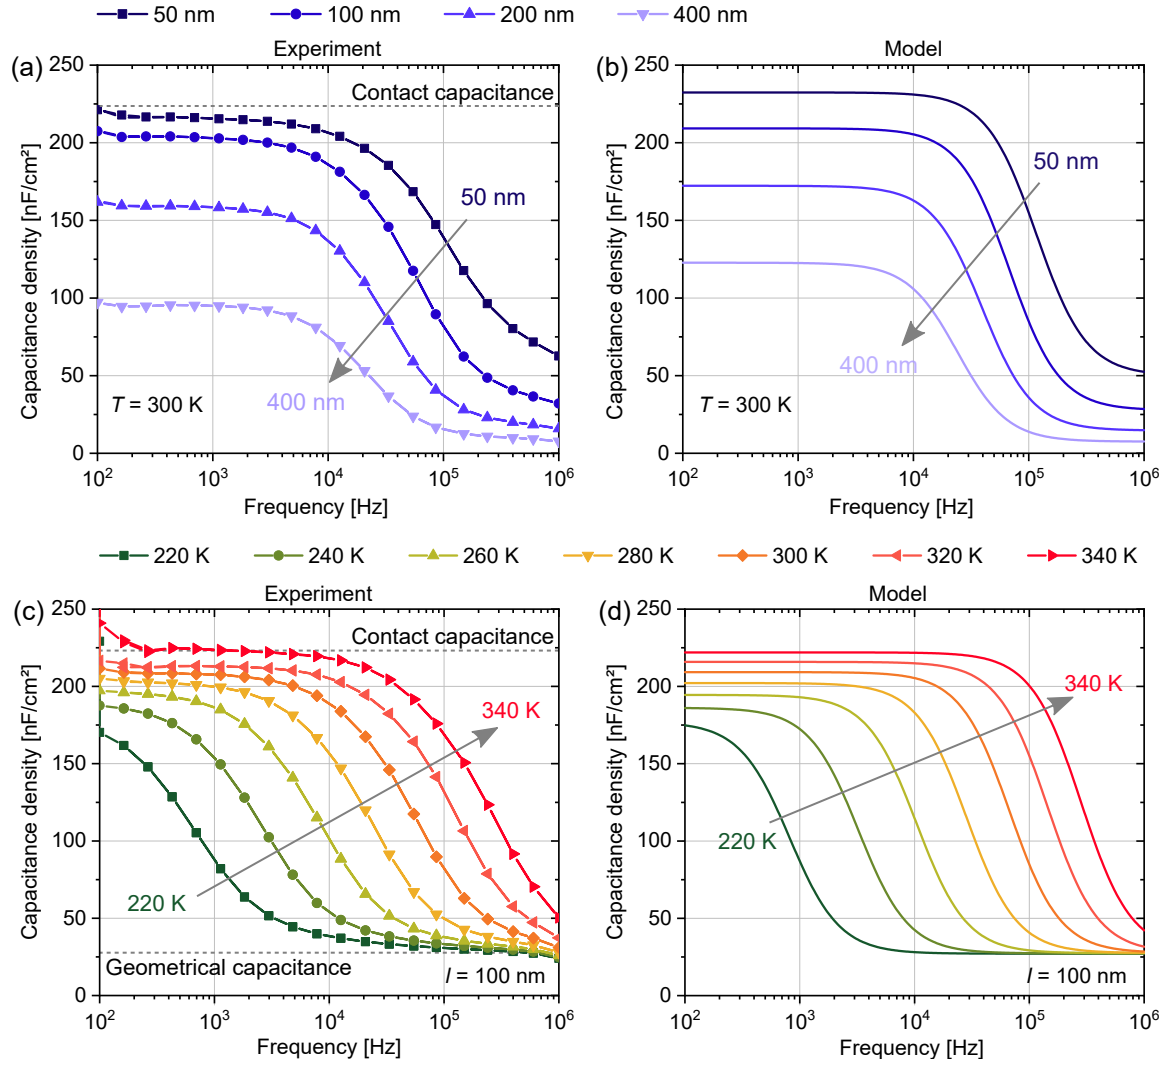 50 nm 100 nm 200 nm 400 nm
Experiment
(a)
Contact capacitance
50 nm
400 nm
T = 300 K
Capacitance density [nF/cm²]
250
200
150
100
50
0
10² 10³ 10⁴ 10⁵ 10⁶
Frequency [Hz]
Model
(b)
50 nm
400 nm
T = 300 K
Capacitance density [nF/cm²]
250
200
150
100
50
0
10² 10³ 10⁴ 10⁵ 10⁶
Frequency [Hz]
220 K 240 K 260 K 280 K 300 K 320 K 340 K
Experiment
(c)
Contact capacitance
340 K
220 K
Geometrical capacitance
l = 100 nm
Capacitance density [nF/cm²]
250
200
150
100
50
0
10² 10³ 10⁴ 10⁵ 10⁶
Frequency [Hz]
Model
(d)
340 K
220 K
l = 100 nm
Capacitance density [nF/cm²]
250
200
150
100
50
0
10² 10³ 10⁴ 10⁵ 10⁶
Frequency [Hz]